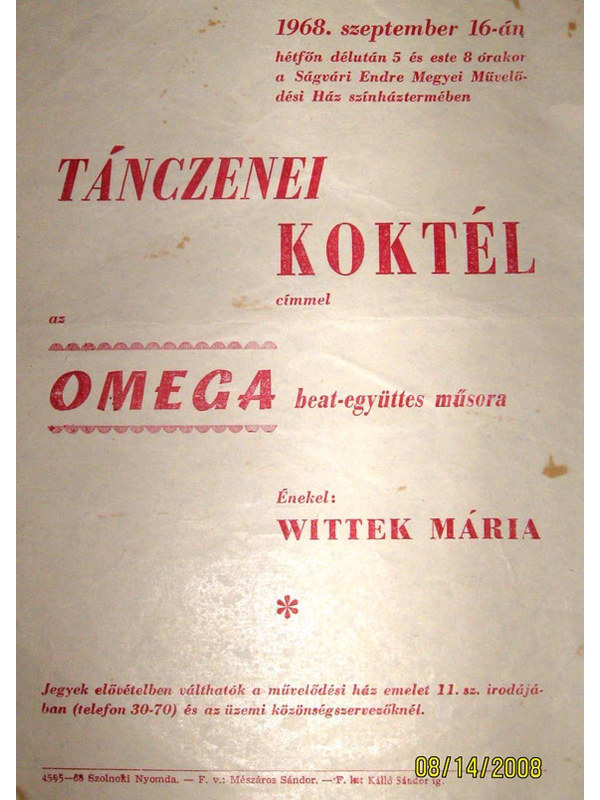 1968. szeptember 16-án
hétfőn délután 5 és este 8 órakor
a Ságvári Endre Megyei Művelő-
dési Ház színháztermében
TÁNCZENEI
KOKTÉL
címmel
az
OMEGA beat-együttes műsora
Énekel:
WITTEK MÁRIA
*
Jegyek elővételben válthatók a művelődési ház emelet 11. sz. irodájá-
ban (telefon 30-70) és az üzemi közönségszervezőknél.
4595—68 Szolnoki Nyomda. — F. v.: Mészáros Sándor. — F. k: Kálló Sándor ig.
08/14/2008